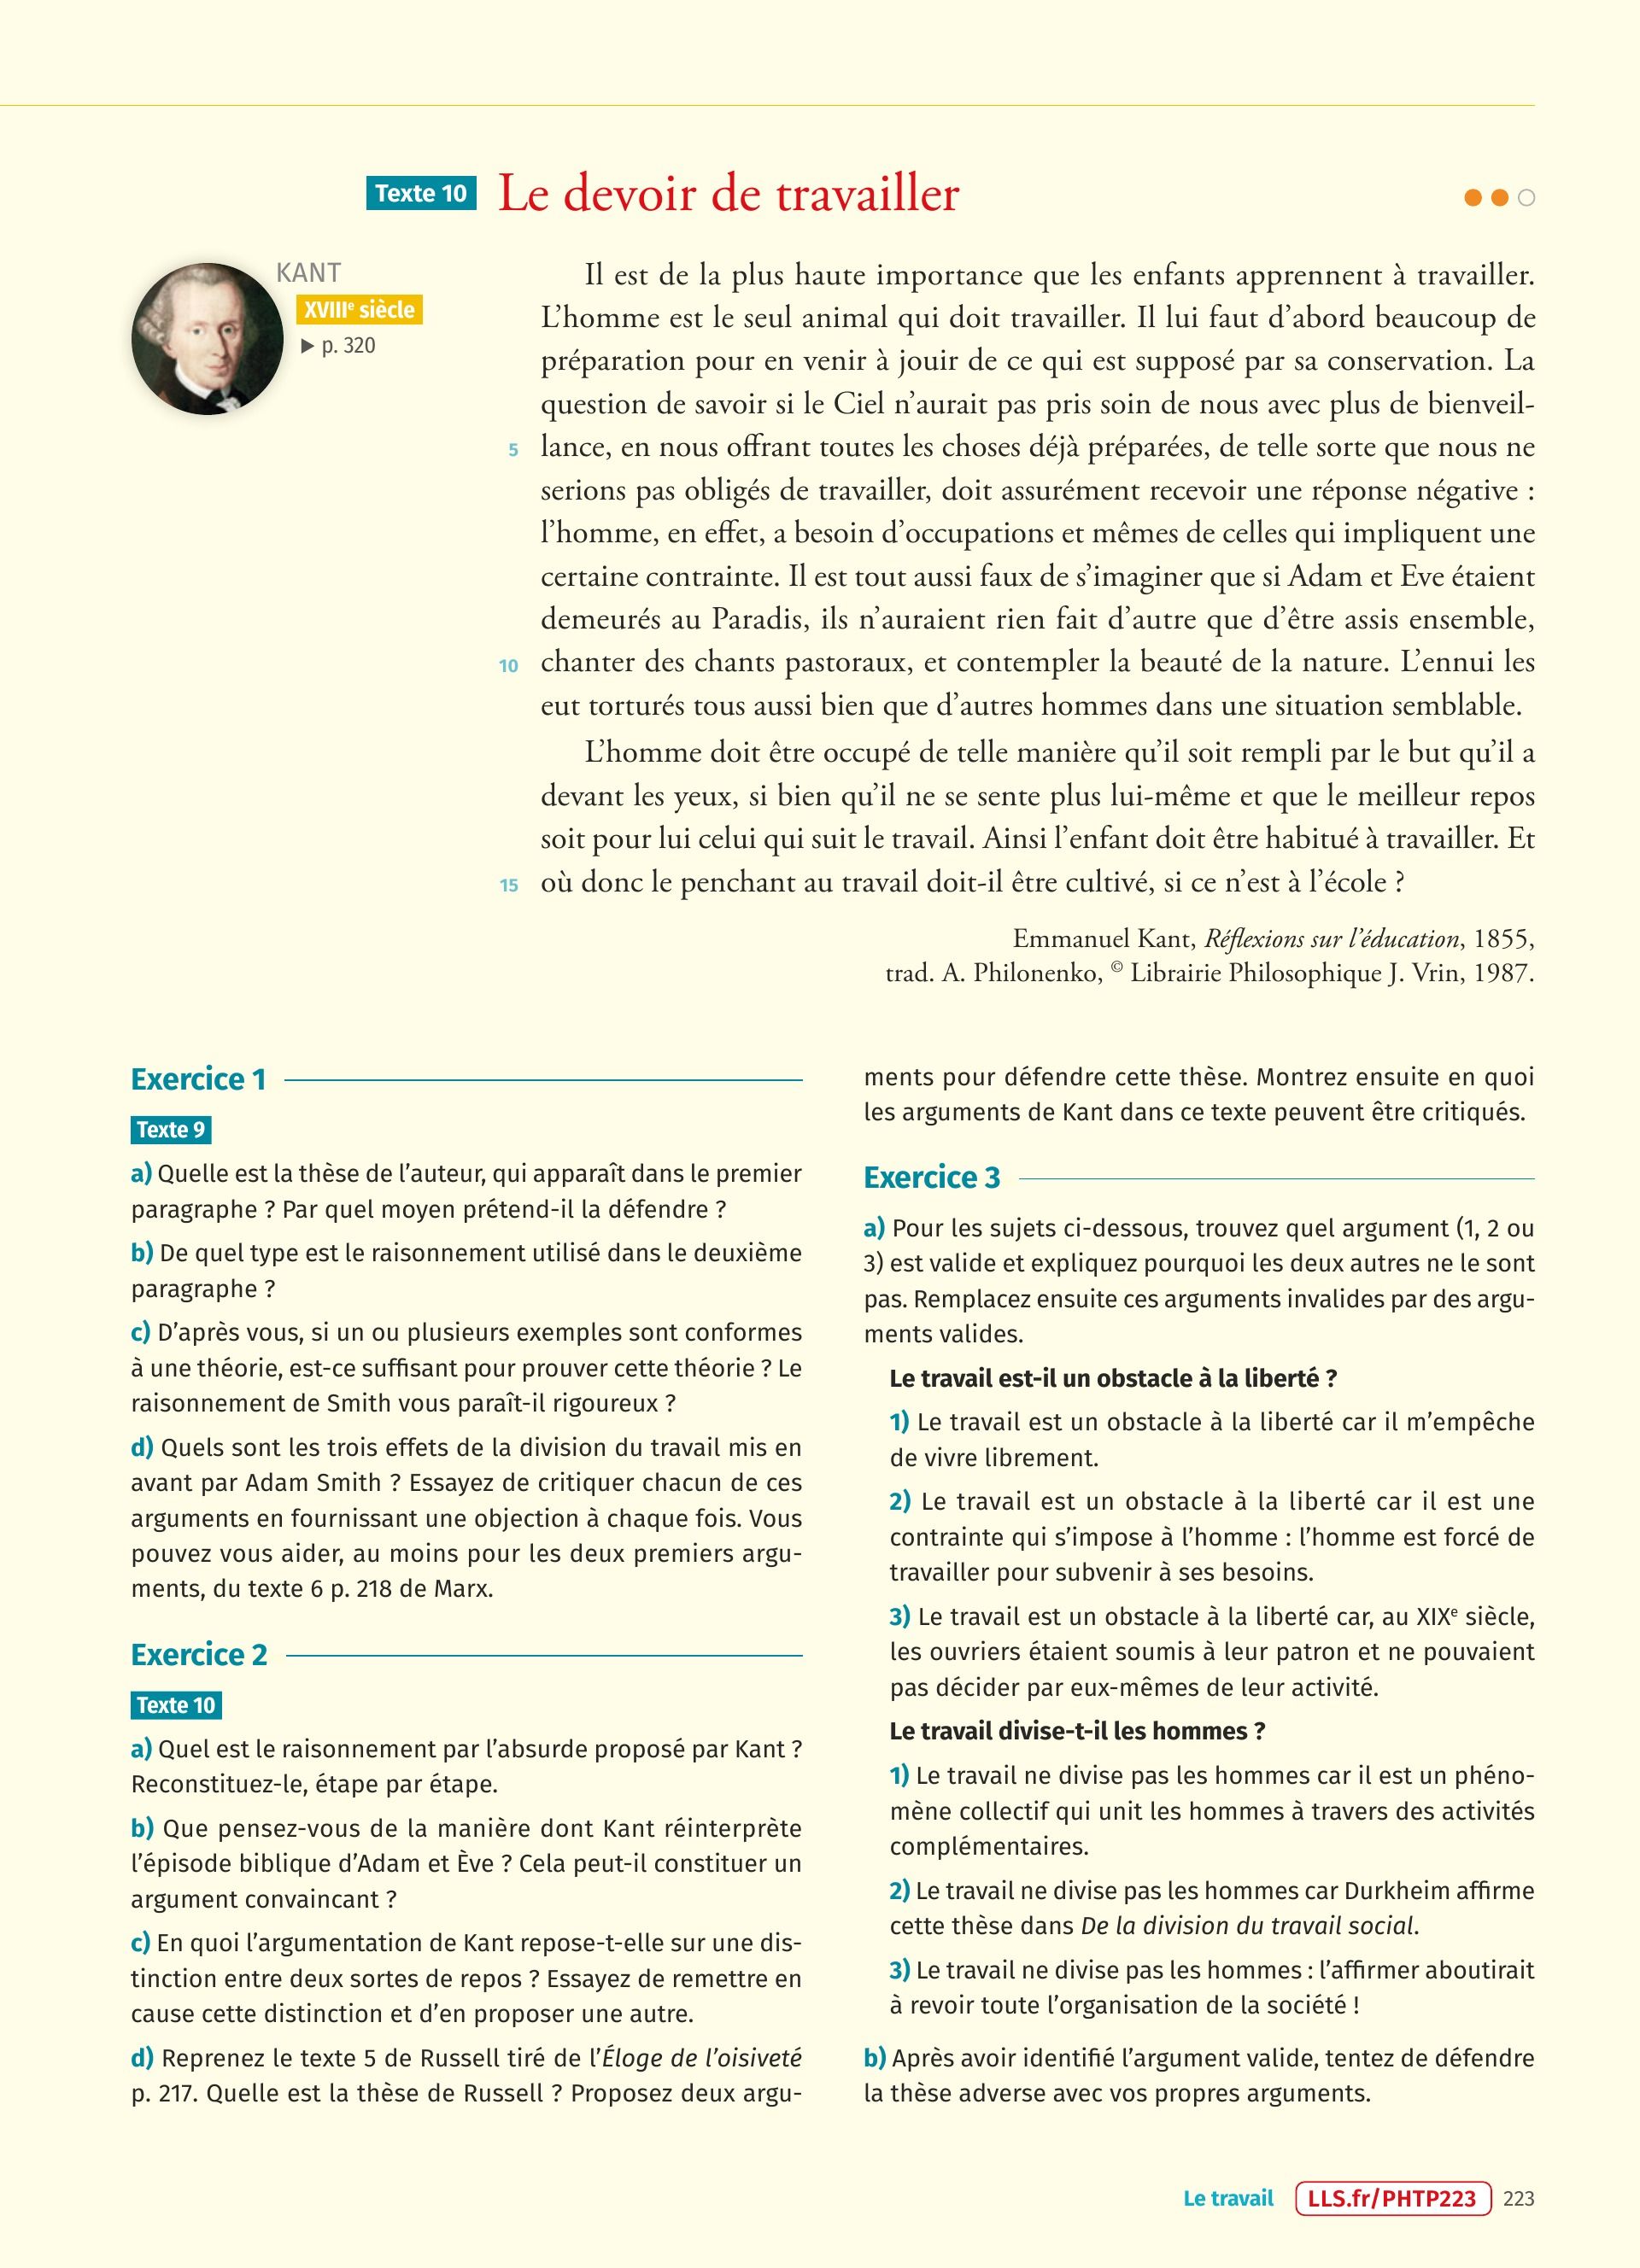 Texte 10 Le devoir de travailler
KANT
XVIIIe siècle
▶ p. 320
Il est de la plus haute importance que les enfants apprennent à travailler.
L’homme est le seul animal qui doit travailler. Il lui faut d’abord beaucoup de
préparation pour en venir à jouir de ce qui est supposé par sa conservation. La
question de savoir si le Ciel n’aurait pas pris soin de nous avec plus de bienveil-
5 lance, en nous offrant toutes les choses déjà préparées, de telle sorte que nous ne
serions pas obligés de travailler, doit assurément recevoir une réponse négative :
l’homme, en effet, a besoin d’occupations et mêmes de celles qui impliquent une
certaine contrainte. Il est tout aussi faux de s’imaginer que si Adam et Eve étaient
demeurés au Paradis, ils n’auraient rien fait d’autre que d’être assis ensemble,
10 chanter des chants pastoraux, et contempler la beauté de la nature. L’ennui les
eut torturés tous aussi bien que d’autres hommes dans une situation semblable.
L’homme doit être occupé de telle manière qu’il soit rempli par le but qu’il a
devant les yeux, si bien qu’il ne se sente plus lui-même et que le meilleur repos
soit pour lui celui qui suit le travail. Ainsi l’enfant doit être habitué à travailler. Et
15 où donc le penchant au travail doit-il être cultivé, si ce n’est à l’école ?
Emmanuel Kant, Réflexions sur l’éducation, 1855,
trad. A. Philonenko, © Librairie Philosophique J. Vrin, 1987.
Exercice 1
Texte 9
a) Quelle est la thèse de l’auteur, qui apparaît dans le premier
paragraphe ? Par quel moyen prétend-il la défendre ?
b) De quel type est le raisonnement utilisé dans le deuxième
paragraphe ?
c) D’après vous, si un ou plusieurs exemples sont conformes
à une théorie, est-ce suffisant pour prouver cette théorie ? Le
raisonnement de Smith vous paraît-il rigoureux ?
d) Quels sont les trois effets de la division du travail mis en
avant par Adam Smith ? Essayez de critiquer chacun de ces
arguments en fournissant une objection à chaque fois. Vous
pouvez vous aider, au moins pour les deux premiers argu-
ments, du texte 6 p. 218 de Marx.
Exercice 2
Texte 10
a) Quel est le raisonnement par l’absurde proposé par Kant ?
Reconstituez-le, étape par étape.
b) Que pensez-vous de la manière dont Kant réinterprète
l’épisode biblique d’Adam et Ève ? Cela peut-il constituer un
argument convaincant ?
c) En quoi l’argumentation de Kant repose-t-elle sur une dis-
tinction entre deux sortes de repos ? Essayez de remettre en
cause cette distinction et d’en proposer une autre.
d) Reprenez le texte 5 de Russell tiré de l’Éloge de l’oisiveté
p. 217. Quelle est la thèse de Russell ? Proposez deux argu-
ments pour défendre cette thèse. Montrez ensuite en quoi
les arguments de Kant dans ce texte peuvent être critiqués.
Exercice 3
a) Pour les sujets ci-dessous, trouvez quel argument (1, 2 ou
3) est valide et expliquez pourquoi les deux autres ne le sont
pas. Remplacez ensuite ces arguments invalides par des argu-
ments valides.
Le travail est-il un obstacle à la liberté ?
1) Le travail est un obstacle à la liberté car il m’empêche
de vivre librement.
2) Le travail est un obstacle à la liberté car il est une
contrainte qui s’impose à l’homme : l’homme est forcé de
travailler pour subvenir à ses besoins.
3) Le travail est un obstacle à la liberté car, au XIXe siècle,
les ouvriers étaient soumis à leur patron et ne pouvaient
pas décider par eux-mêmes de leur activité.
Le travail divise-t-il les hommes ?
1) Le travail ne divise pas les hommes car il est un phéno-
mène collectif qui unit les hommes à travers des activités
complémentaires.
2) Le travail ne divise pas les hommes car Durkheim affirme
cette thèse dans De la division du travail social.
3) Le travail ne divise pas les hommes : l’affirmer aboutirait
à revoir toute l’organisation de la société !
b) Après avoir identifié l’argument valide, tentez de défendre
la thèse adverse avec vos propres arguments.
Le travail LLS.fr/PHTP223 223